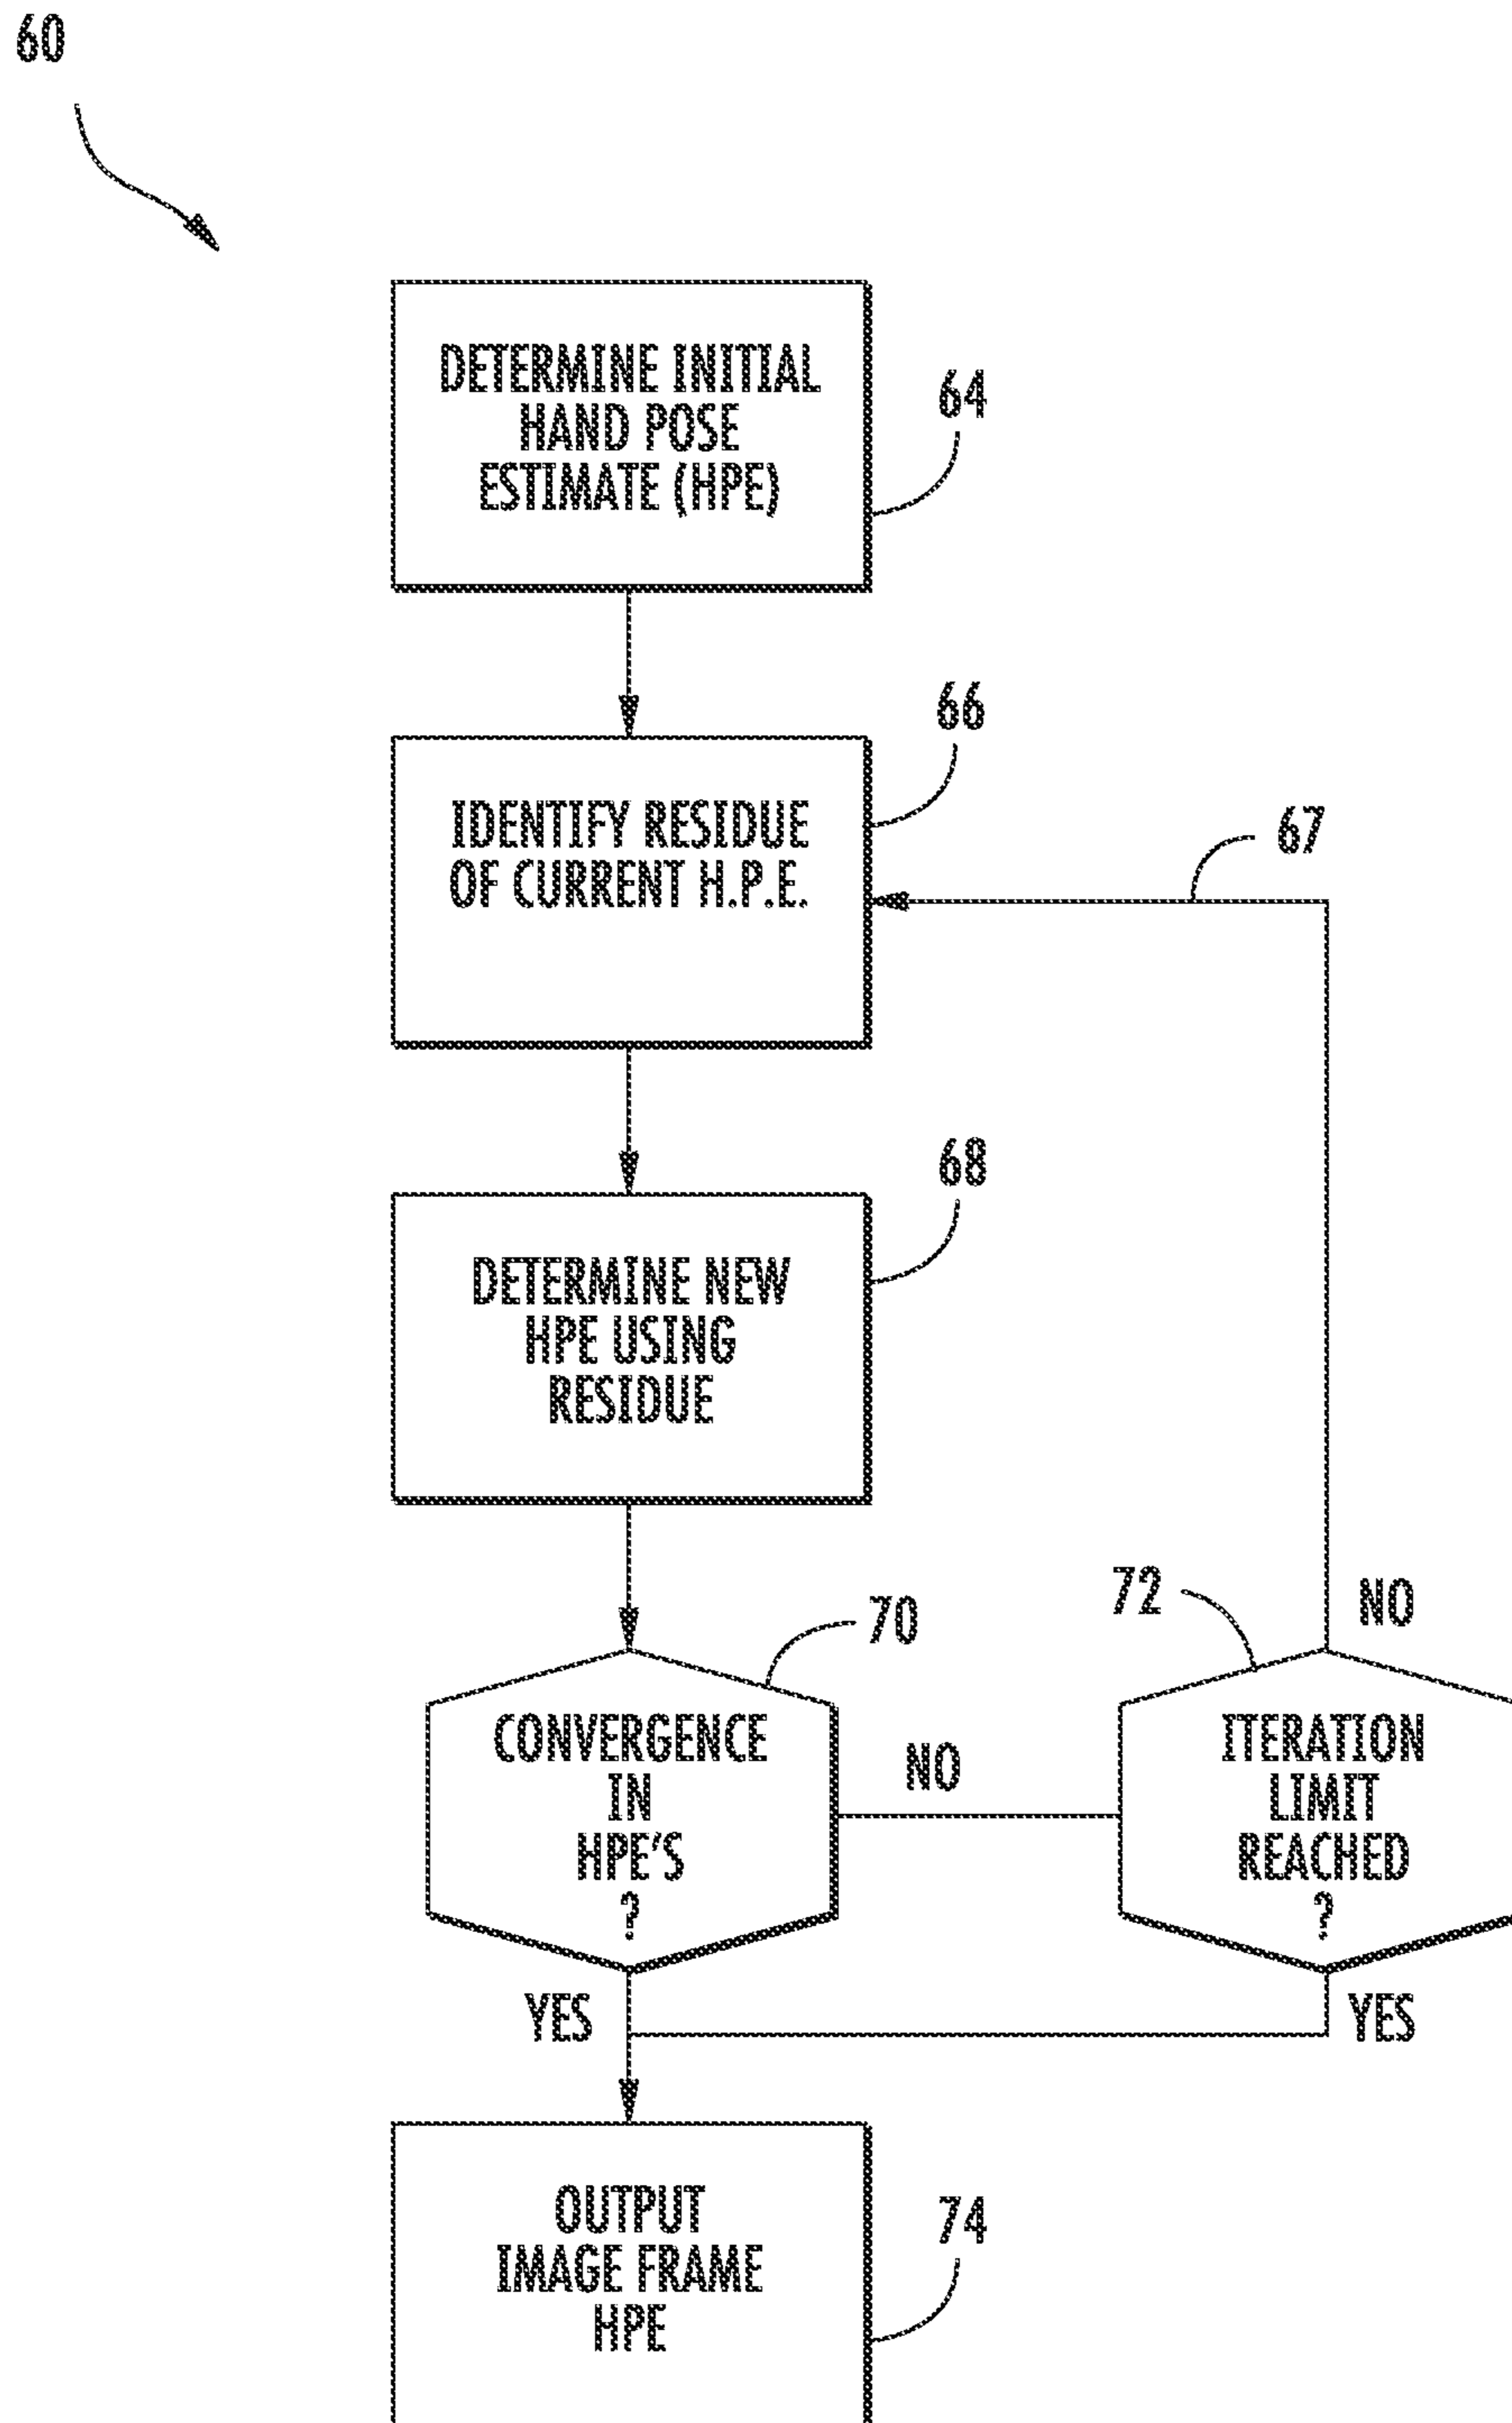 60
DETERMINE INITIAL
HAND POSE
ESTIMATE (HPE)
64
66
IDENTIFY RESIDUE
OF CURRENT H.P.E.
67
68
DETERMINE NEW
HPE USING
RESIDUE
70
72
NO
CONVERGENCE
IN
HPE'S
?
NO
ITERATION
LIMIT
REACHED
?
YES
YES
OUTPUT
IMAGE FRAME
HPE
74